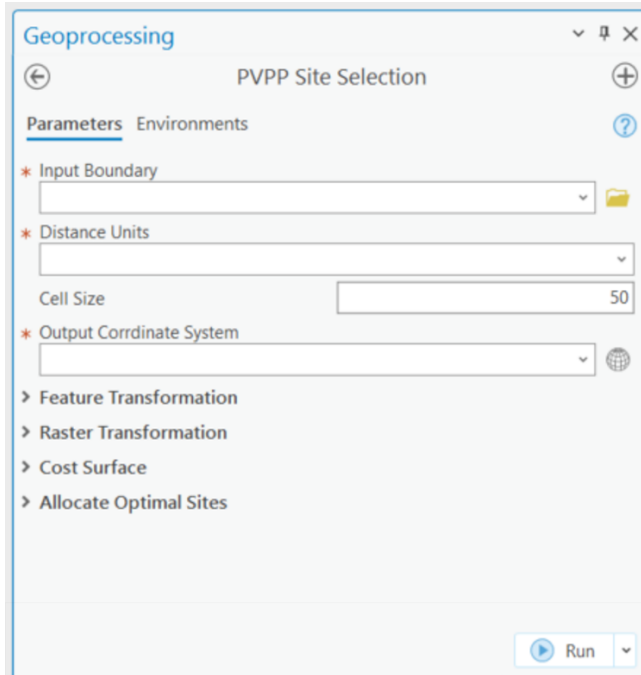 Geoprocessing
PVPP Site Selection
Parameters Environments
* Input Boundary
* Distance Units
Cell Size 50
* Output Corrdinate System
> Feature Transformation
> Raster Transformation
> Cost Surface
> Allocate Optimal Sites
Run